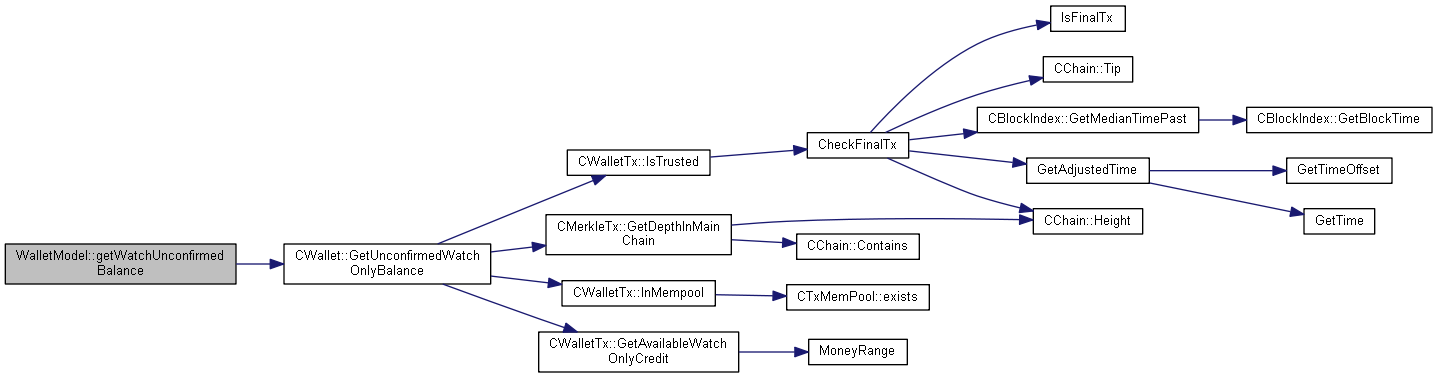 WalletModel::getWatchUnconfirmed
Balance
CWallet::GetUnconfirmedWatch
OnlyBalance
CWalletTx::IsTrusted
CMerkleTx::GetDepthInMain
Chain
CWalletTx::InMempool
CWalletTx::GetAvailableWatch
OnlyCredit
CheckFinalTx
CChain::Contains
CTxMemPool::exists
MoneyRange
IsFinalTx
CChain::Tip
CBlockIndex::GetMedianTimePast
GetAdjustedTime
CChain::Height
CBlockIndex::GetBlockTime
GetTimeOffset
GetTime